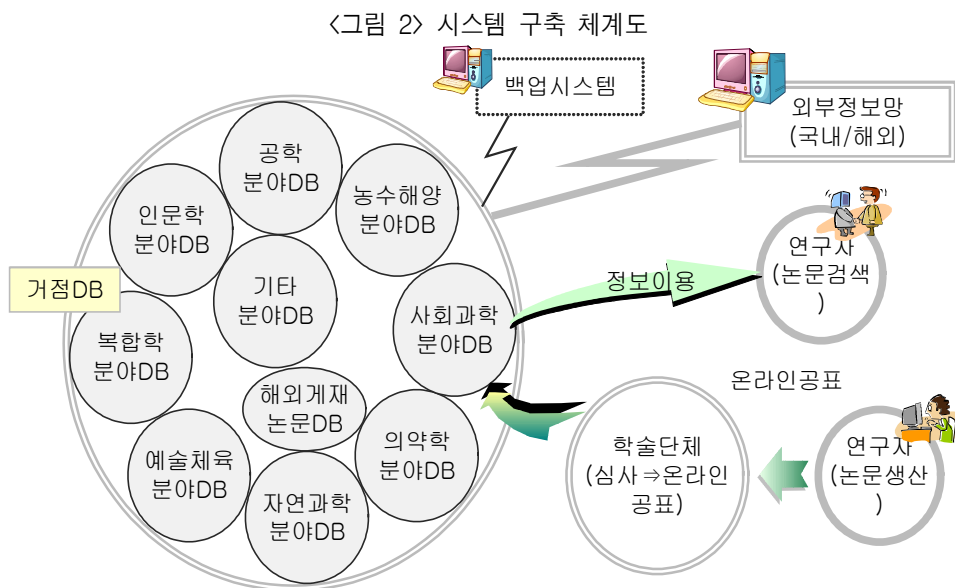 <그림 2> 시스템 구축 체계도
백업시스템
외부정보망
(국내/해외)
공학
분야DB
농수해양
분야DB
인문학
분야DB
연구자
(논문검색
)
거점DB
기타
분야DB
정보이용
사회과학
분야DB
복합학
분야DB
해외게재
논문DB
온라인공표
의약학
분야DB
학술단체
(심사⇒온라인
공표)
연구자
(논문생산
)
예술체육
분야DB
자연과학
분야DB